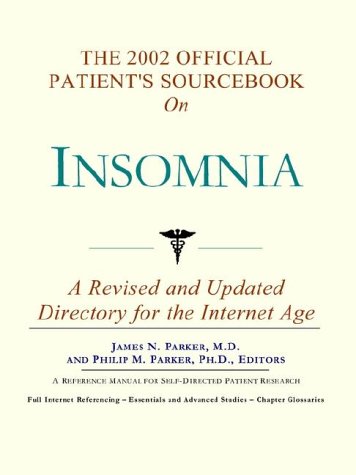 THE 2002 OFFICIAL
PATIENT'S SOURCEBOOK
On
INSOMNIA
A Revised and Updated
Directory for the Internet Age
JAMES N. PARKER, M.D.
AND PHILIP M. PARKER, PH.D., EDITORS
A REFERENCE MANUAL FOR SELF-DIRECTED PATIENT RESEARCH
Full Internet Referencing – Essentials and Advanced Studies – Chapter Glossaries